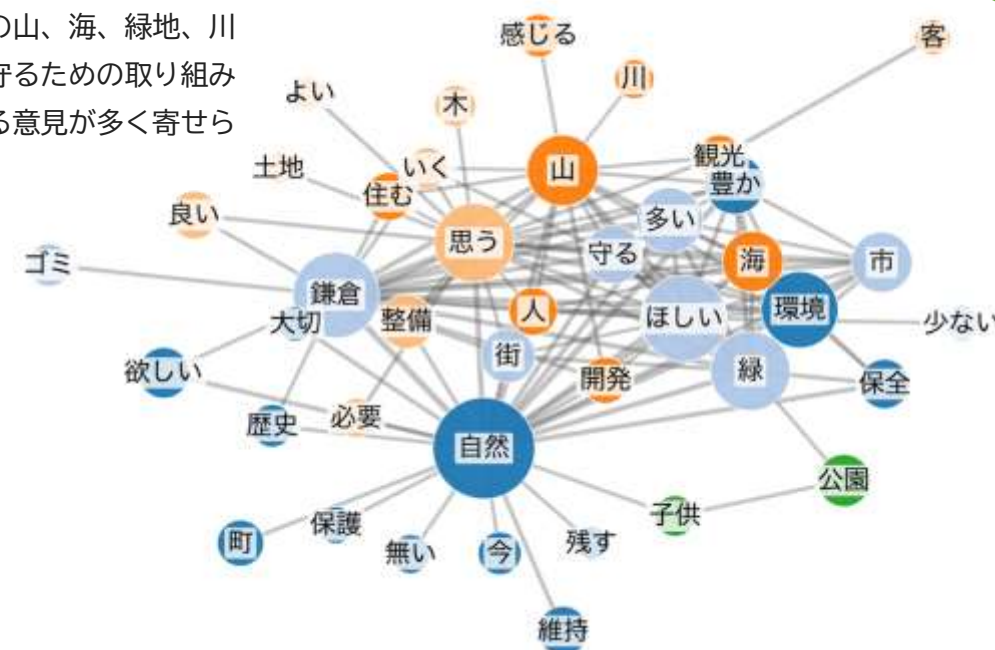 の山、海、緑地、川
守るための取り組み
る意見が多く寄せら
感じる
客
川
よい
木
観光
土地
いく
山
豊か
住む
良い
多い
思う
守る
ゴミ
海
市
鎌倉
大切
整備
人
ほしい
環境
少ない
街
欲しい
開発
緑
保全
歴史
必要
自然
公園
子供
保護
町
無い
今
残す
維持